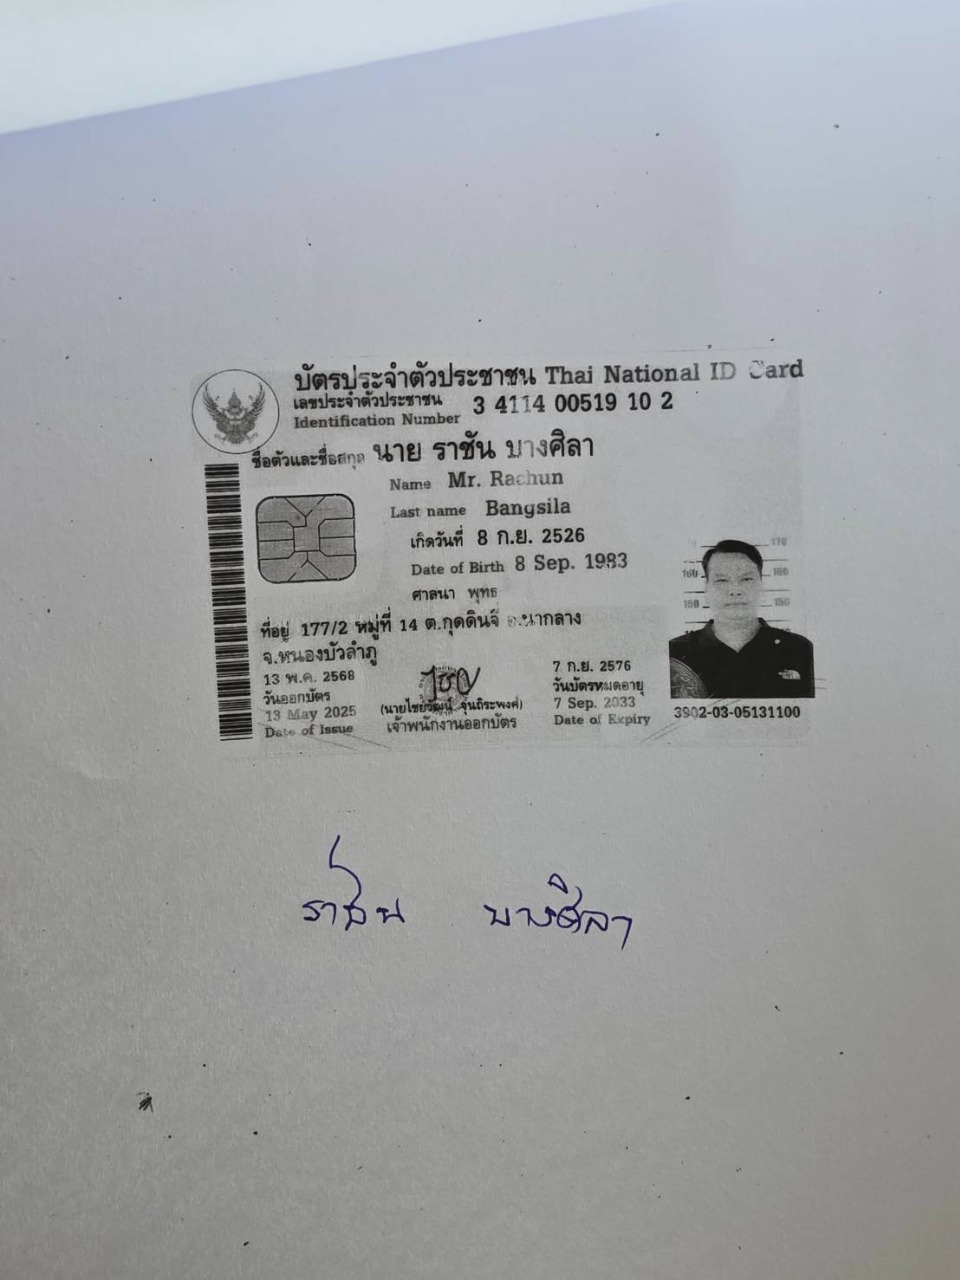 บัตรประจำตัวประชาชน Thai National ID Card
เลขประจำตัวประชาชน
Identification Number 3 4114 00519 10 2
ชื่อตัวและชื่อสกุล นาย ราชัน บางศิลา
Name Mr. Rachun
Last name Bangsila
เกิดวันที่ 8 ก.ย. 2526
Date of Birth 8 Sep. 1983
ศาสนา พุทธ
ที่อยู่ 177/2 หมู่ที่ 14 ต.กุดดินจี่ อ.นากลาง
จ.หนองบัวลำภู
13 พ.ค. 2568
วันออกบัตร
13 May 2025
Date of Issue
เจ้าพนักงานออกบัตร
7 ก.ย. 2576
วันบัตรหมดอายุ
7 Sep. 2033
Date of Expiry
170
160 160
150 150
3902-03-05131100
ราชัน บางศิลา